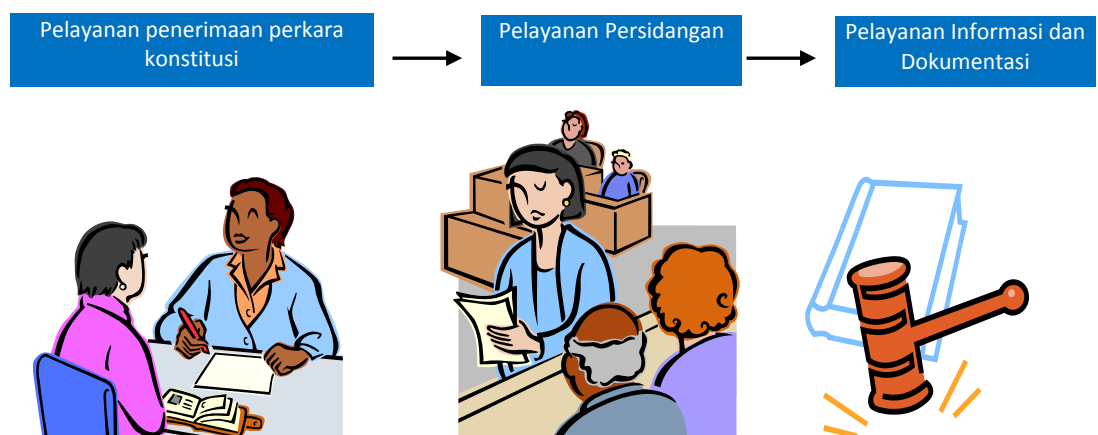 Pelayanan penerimaan perkara
konstitusi
Pelayanan Persidangan
Pelayanan Informasi dan
Dokumentasi